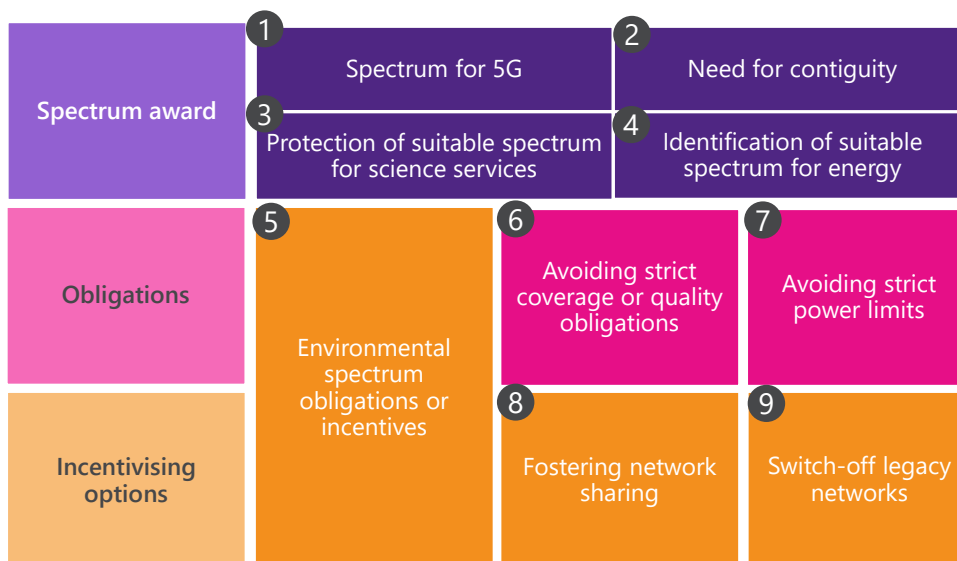 1
2
Spectrum award
Spectrum for 5G
Need for contiguity
3
4
Protection of suitable spectrum
for science services
Identification of suitable
spectrum for energy
5
6
7
Obligations
Environmental
spectrum
obligations or
incentives
Avoiding strict
coverage or quality
obligations
Avoiding strict
power limits
8
9
Incentivising
options
Fostering network
sharing
Switch-off legacy
networks